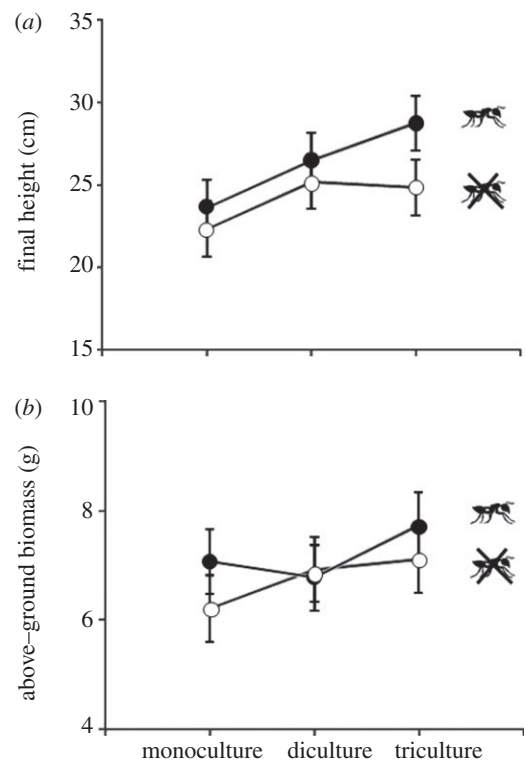 (a)
35
30
25
20
15
final height (cm)
(b)
10
8
6
4
above–ground biomass (g)
monoculture diculture triculture